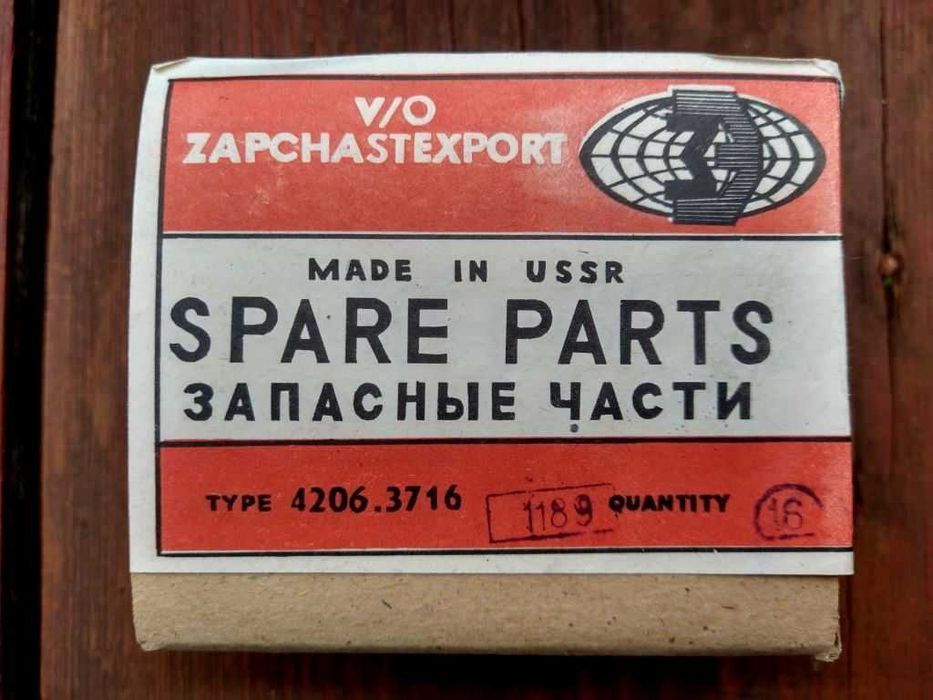 V/O
ZAPCHASTEXPORT
MADE IN USSR
SPARE PARTS
ЗАПАСНЫЕ ЧАСТИ
TYPE 4206.3716 1189 QUANTITY 16